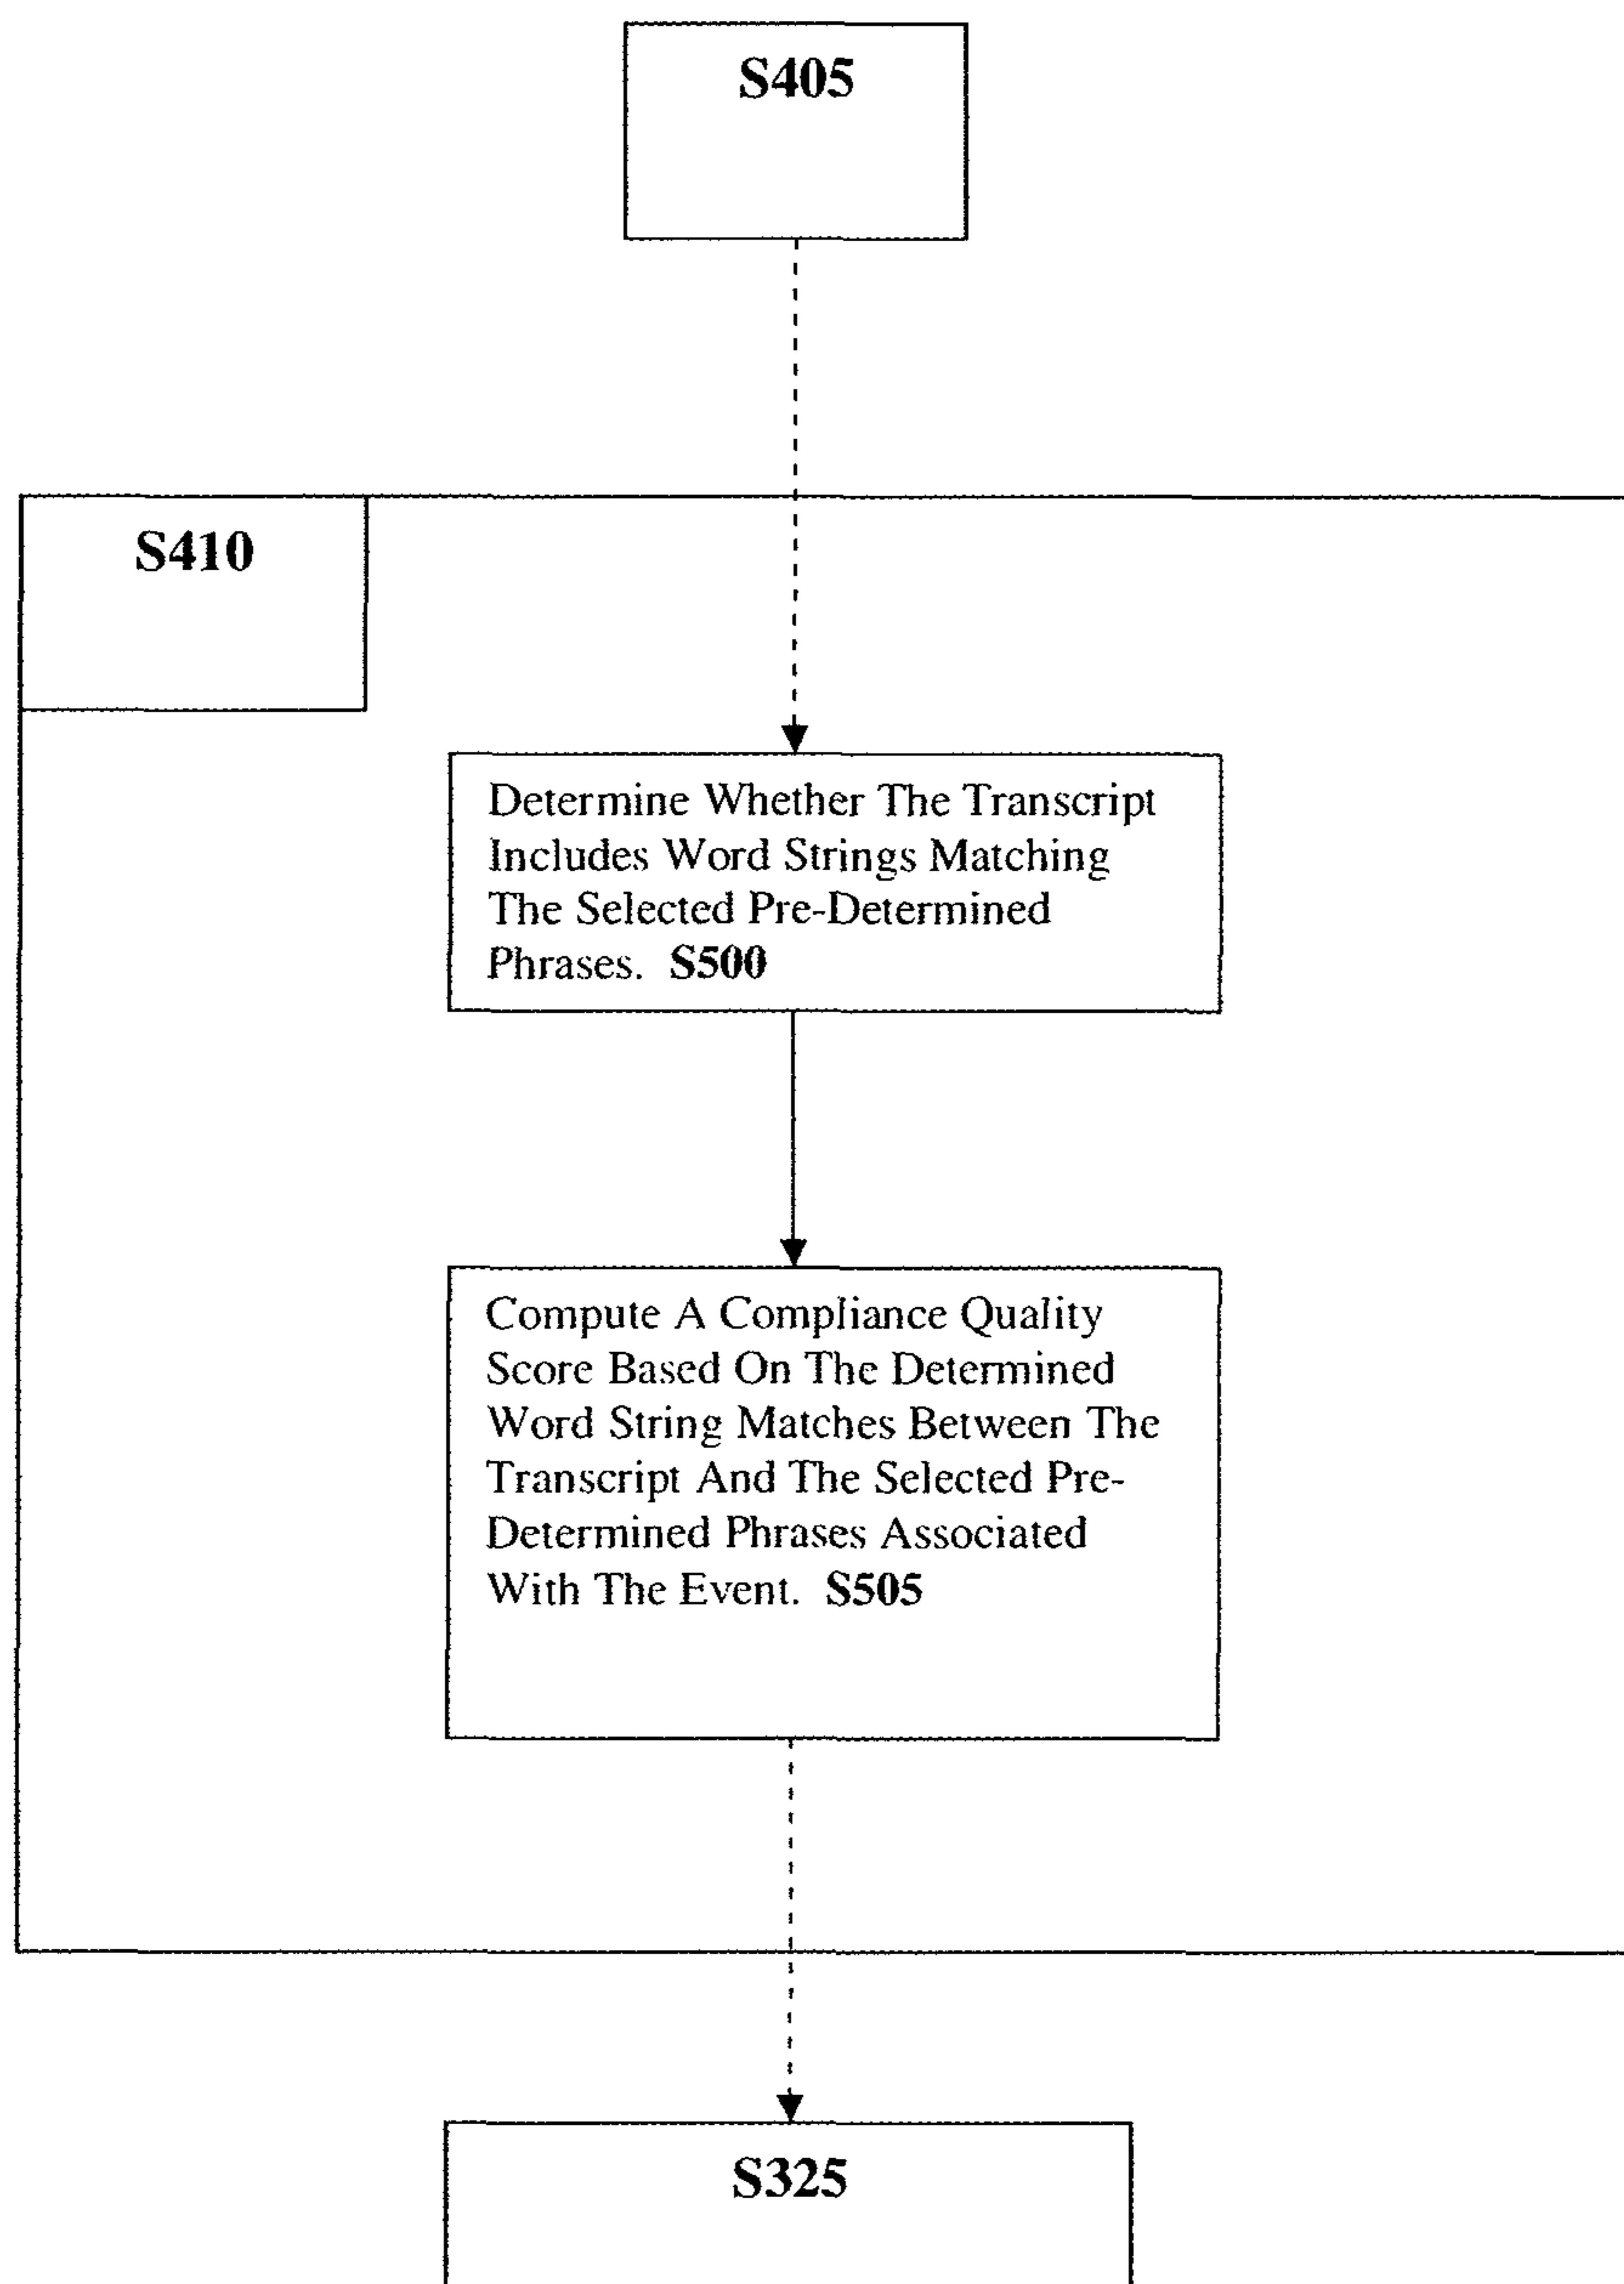 S405
S410
Determine Whether The Transcript
Includes Word Strings Matching
The Selected Pre-Determined
Phrases. S500
Compute A Compliance Quality
Score Based On The Determined
Word String Matches Between The
Transcript And The Selected Pre-
Determined Phrases Associated
With The Event. S505
S325